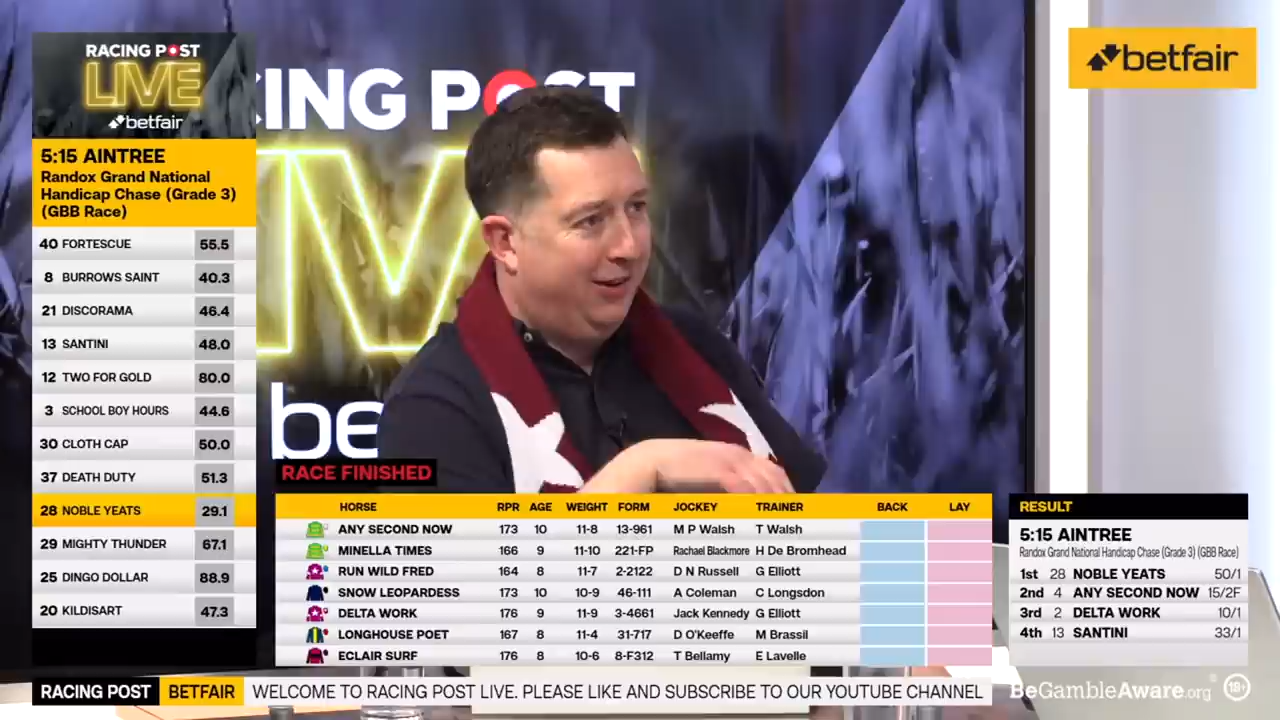 RACING POST
LIVE
betfair
5:15 AINTREE
Randox Grand National
Handicap Chase (Grade 3)
(GBB Race)
40 FORTESCUE 55.5
8 BURROWS SAINT 40.3
21 DISCORAMA 46.4
13 SANTINI 48.0
12 TWO FOR GOLD 80.0
3 SCHOOL BOY HOURS 44.6
30 CLOTH CAP 50.0
37 DEATH DUTY 51.3
28 NOBLE YEATS 29.1
29 MIGHTY THUNDER 67.1
25 DINGO DOLLAR 88.9
20 KILDISART 47.3
CING POST
IV
be
betfair
RACE FINISHED
HORSE RPR AGE WEIGHT FORM JOCKEY TRAINER BACK LAY
ANY SECOND NOW 173 10 11-8 13-961 M P Walsh T Walsh
MINELLA TIMES 166 9 11-10 221-FP Rachael Blackmore H De Bromhead
RUN WILD FRED 164 8 11-7 2-2122 D N Russell G Elliott
SNOW LEOPARDESS 173 10 10-9 46-111 A Coleman C Longsdon
DELTA WORK 176 9 11-9 3-4661 Jack Kennedy G Elliott
LONGHOUSE POET 167 8 11-4 31-717 D O'Keeffe M Brassil
ECLAIR SURF 176 8 10-6 8-F312 T Bellamy E Lavelle
RESULT
5:15 AINTREE
Randox Grand National Handicap Chase (Grade 3) (GBB Race)
1st 28 NOBLE YEATS 50/1
2nd 4 ANY SECOND NOW 15/2F
3rd 2 DELTA WORK 10/1
4th 13 SANTINI 33/1
RACING POST BETFAIR WELCOME TO RACING POST LIVE. PLEASE LIKE AND SUBSCRIBE TO OUR YOUTUBE CHANNEL
BeGambleAware.org 18+